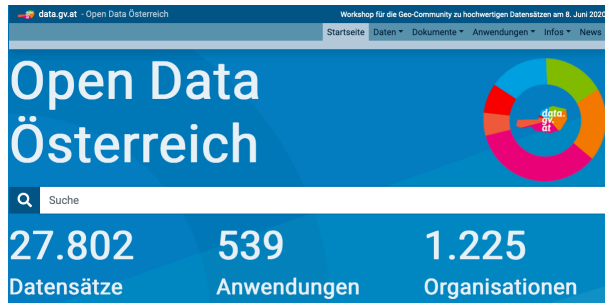 data.gv.at - Open Data Österreich
Workshop für die Geo-Community zu hochwertigen Datensätzen am 8. Juni 2020
Startseite Daten Dokumente Anwendungen Infos News
Open Data
Österreich
data.
gv.
at
Suche
27.802 539 1.225
Datensätze Anwendungen Organisationen